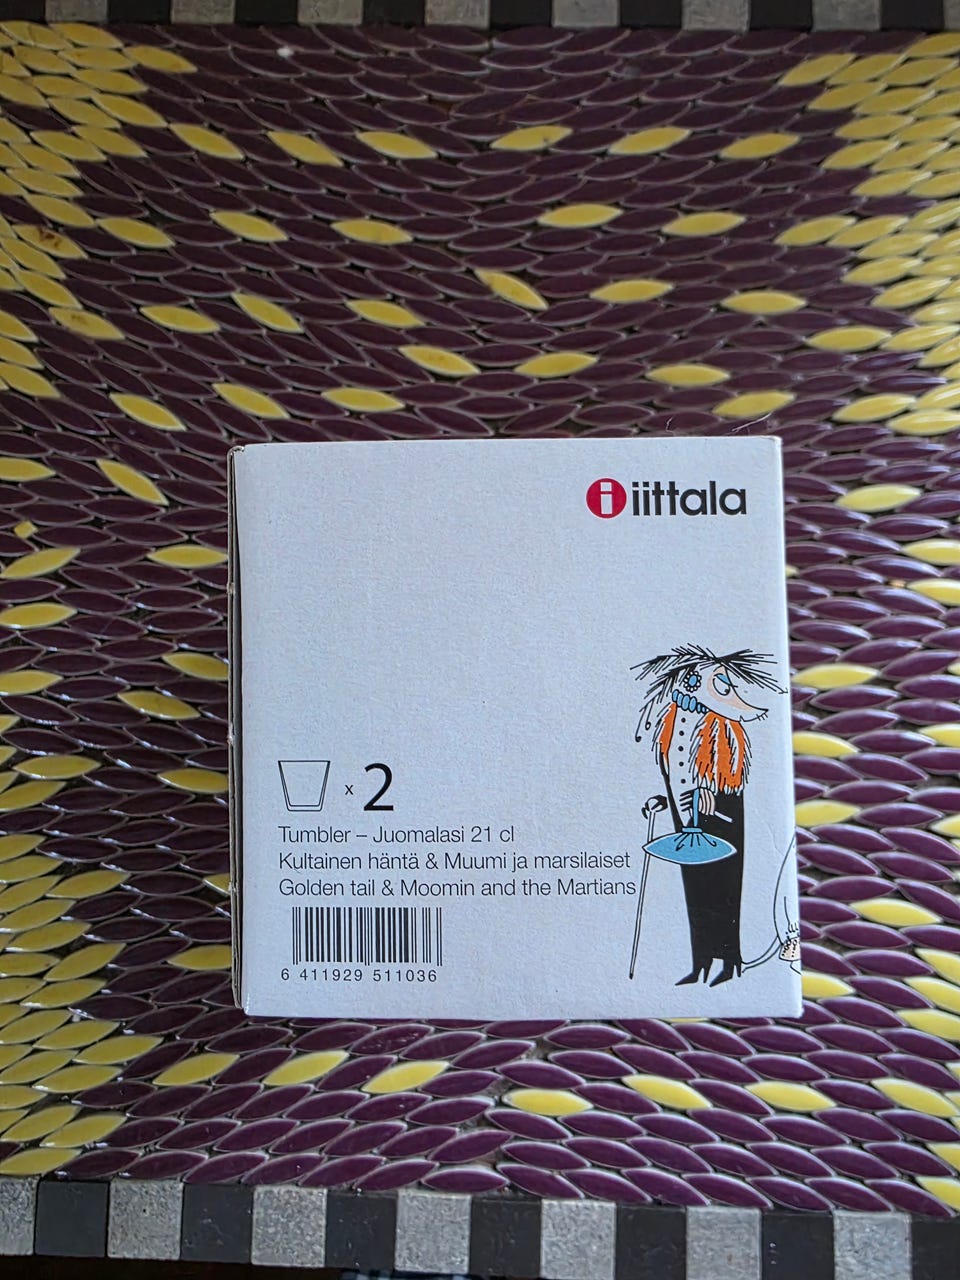 iittala
x 2
Tumbler – Juomalasi 21 cl
Kultainen häntä & Muumi ja marsilaiset
Golden tail & Moomin and the Martians
6 411929 511036